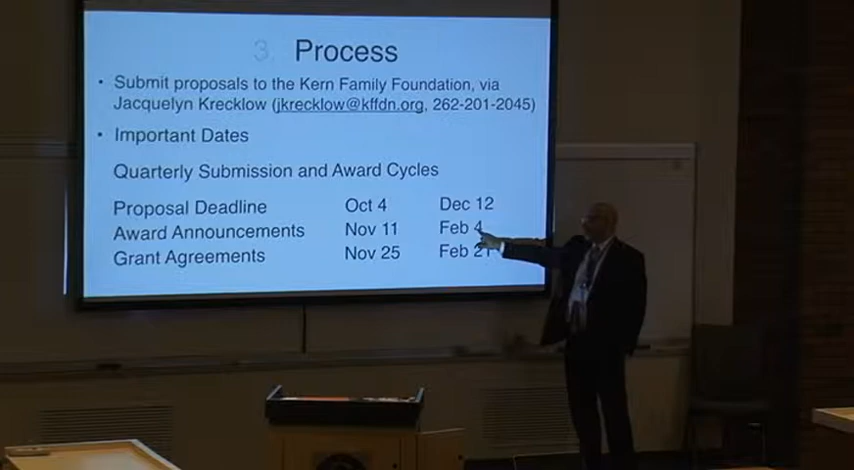 3. Process
• Submit proposals to the Kern Family Foundation, via
Jacquelyn Krecklow (jkrecklow@kffdn.org, 262-201-2045)
• Important Dates
Quarterly Submission and Award Cycles
Proposal Deadline Oct 4 Dec 12
Award Announcements Nov 11 Feb 4
Grant Agreements Nov 25 Feb 21